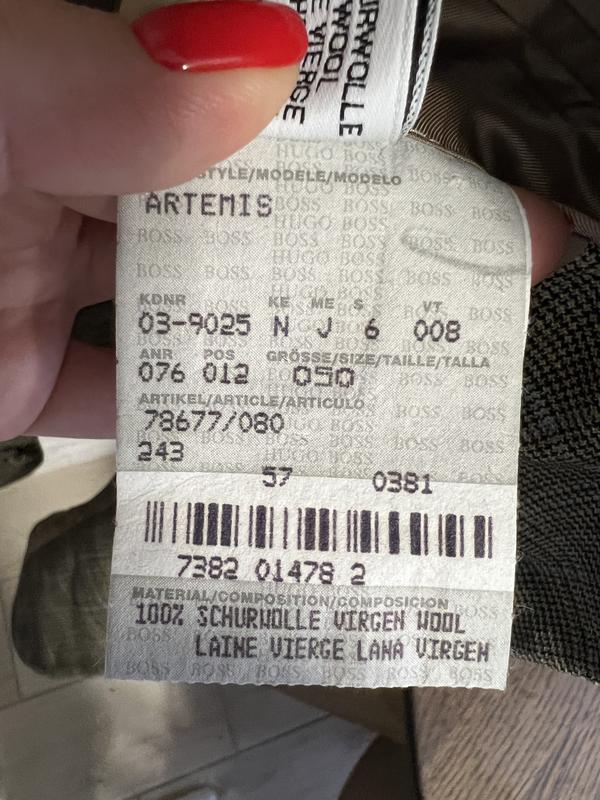 URWOLLE
WOOL
E VIERGE
STYLE/MODELE/MODELO
ARTEMIS
KDNR KE ME S VT
03-9025 N J 6 008
ANR POS GRÖSSE/SIZE/TAILLE/TALLA
076 012 050
ARTIKEL/ARTICLE/ARTICULO
78677/080
243
57 0381
7382 01478 2
MATERIAL/COMPOSITION/COMPOSICION
100% SCHURWOLLE VIRGEN WOOL
LAINE VIERGE LANA VIRGEN